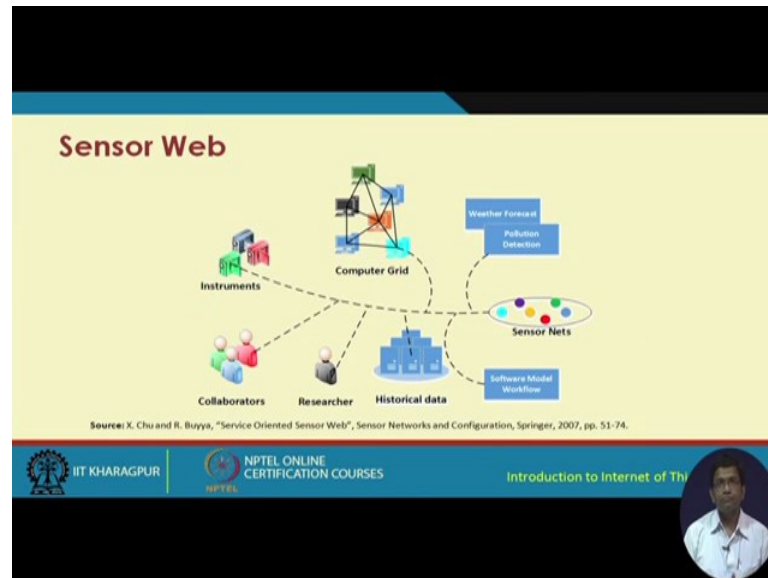 Sensor Web
Weather Forecast
Pollution
Detection
Computer Grid
Instruments
Sensor Nets
Software Model
Workflow
Collaborators
Researcher
Historical data
Source: X. Chu and R. Buyya, "Service Oriented Sensor Web", Sensor Networks and Configuration, Springer, 2007, pp. 51-74.
IIT KHARAGPUR
NPTEL ONLINE
CERTIFICATION COURSES
NPTEL
Introduction to Internet of Thi